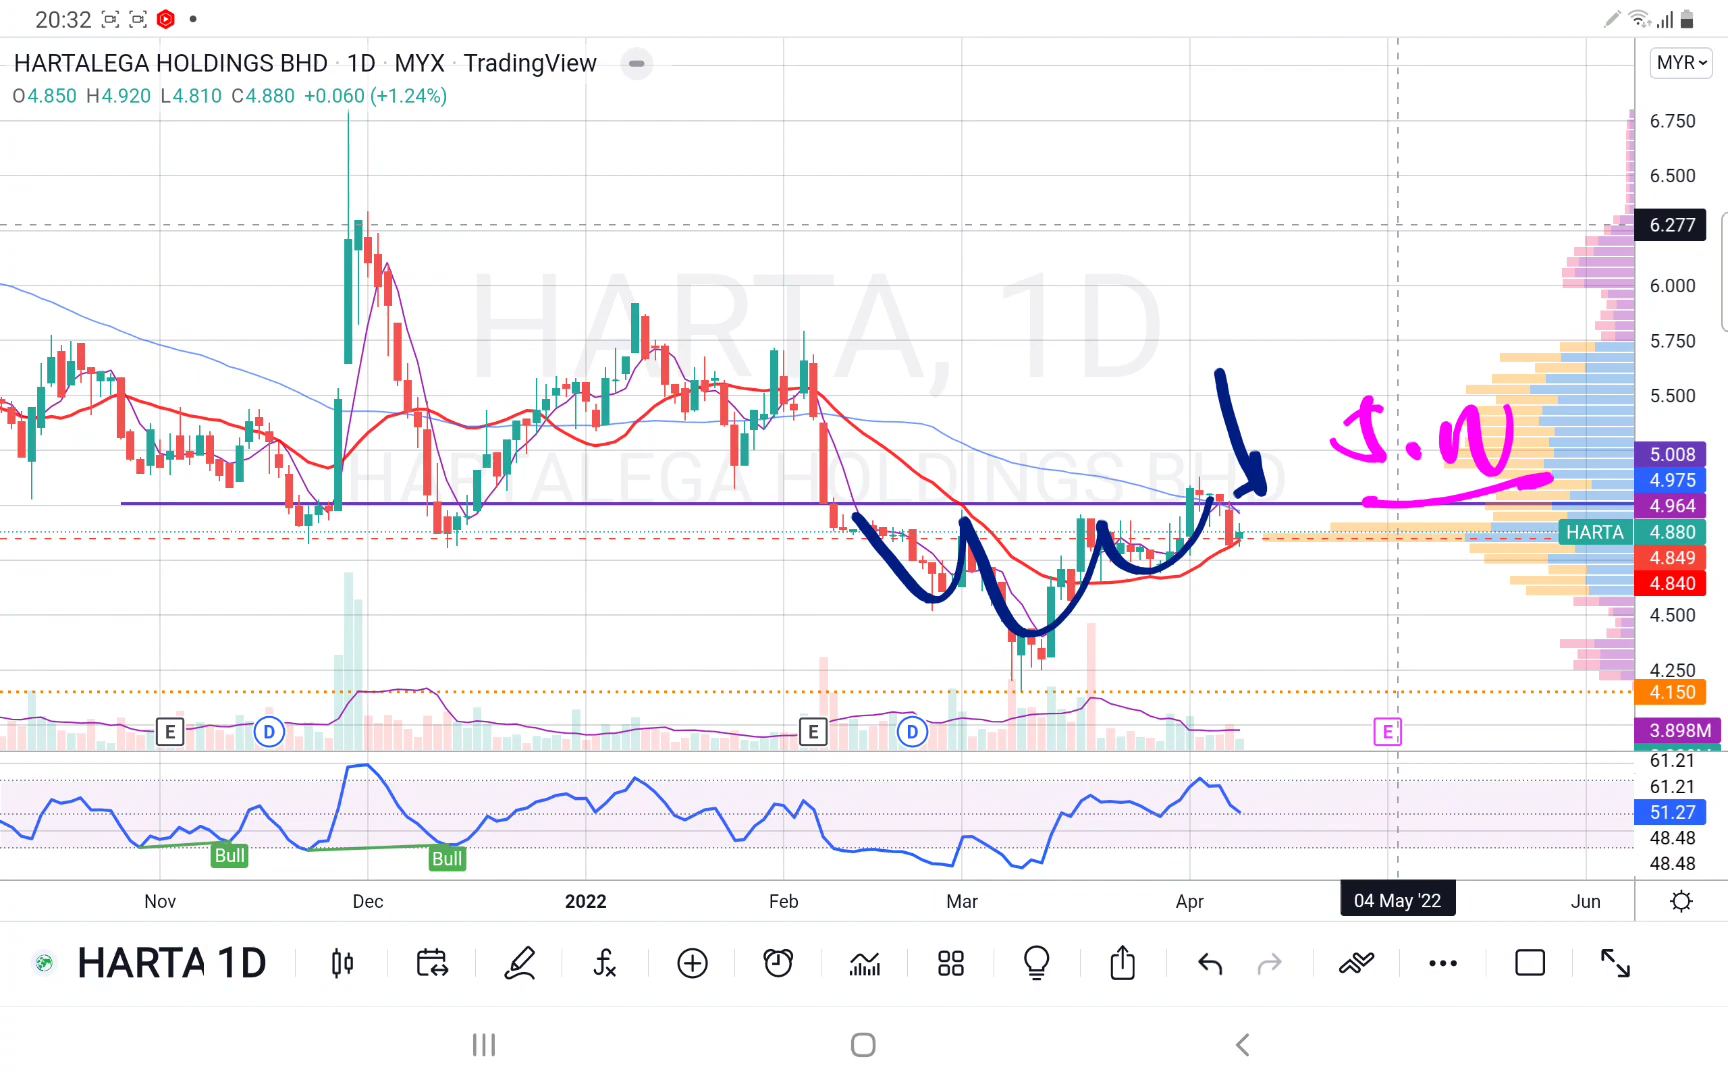 20:32
HARTALEGA HOLDINGS BHD · 1D · MYX · TradingView
MYR
O4.850 H4.920 L4.810 C4.880 +0.060 (+1.24%)
6.750
6.500
6.277
6.000
5.750
5.500
5.008
4.975
4.964
HARTA 4.880
4.849
4.840
4.500
4.250
4.150
3.898M
HARTA, 1D
HARTALEGA HOLDINGS BHD
E
D
E
D
E
61.21
61.21
51.27
48.48
48.48
Bull
Bull
Nov Dec 2022 Feb Mar Apr 04 May '22 Jun
HARTA 1D